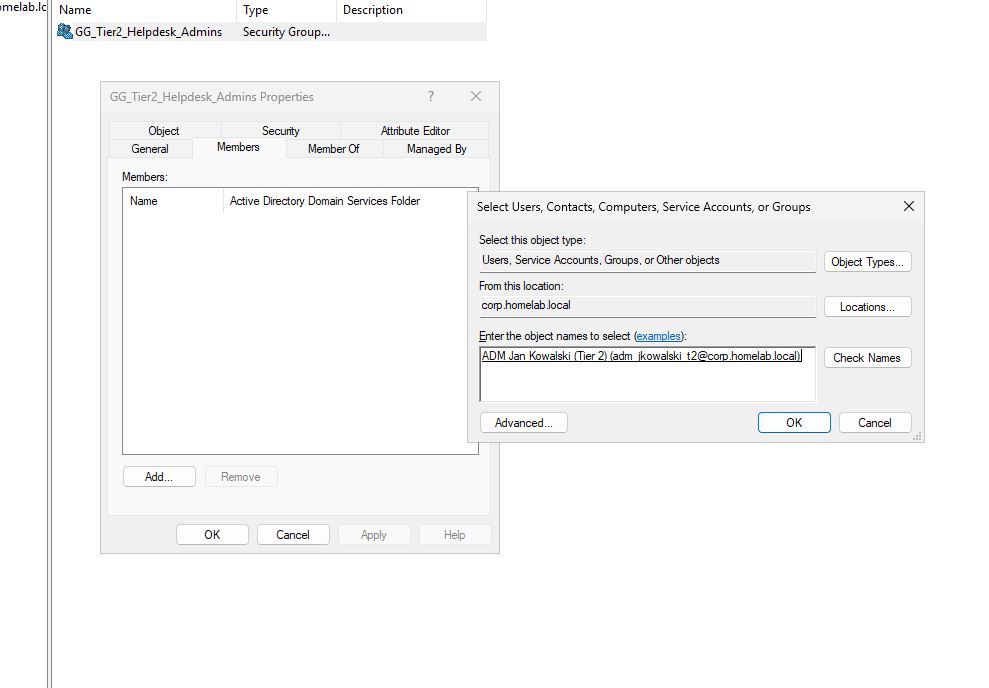 omelab.lc
Name Type Description
GG_Tier2_Helpdesk_Admins Security Group...
GG_Tier2_Helpdesk_Admins Properties ?
Object Security Attribute Editor
General Members Member Of Managed By
Members:
Name Active Directory Domain Services Folder
Add... Remove
OK Cancel Apply Help
Select Users, Contacts, Computers, Service Accounts, or Groups
Select this object type:
Users, Service Accounts, Groups, or Other objects Object Types...
From this location:
corp.homelab.local Locations...
Enter the object names to select (examples):
ADM Jan Kowalski (Tier 2) (adm_jkowalski_t2@corp.homelab.local) Check Names
Advanced... OK Cancel